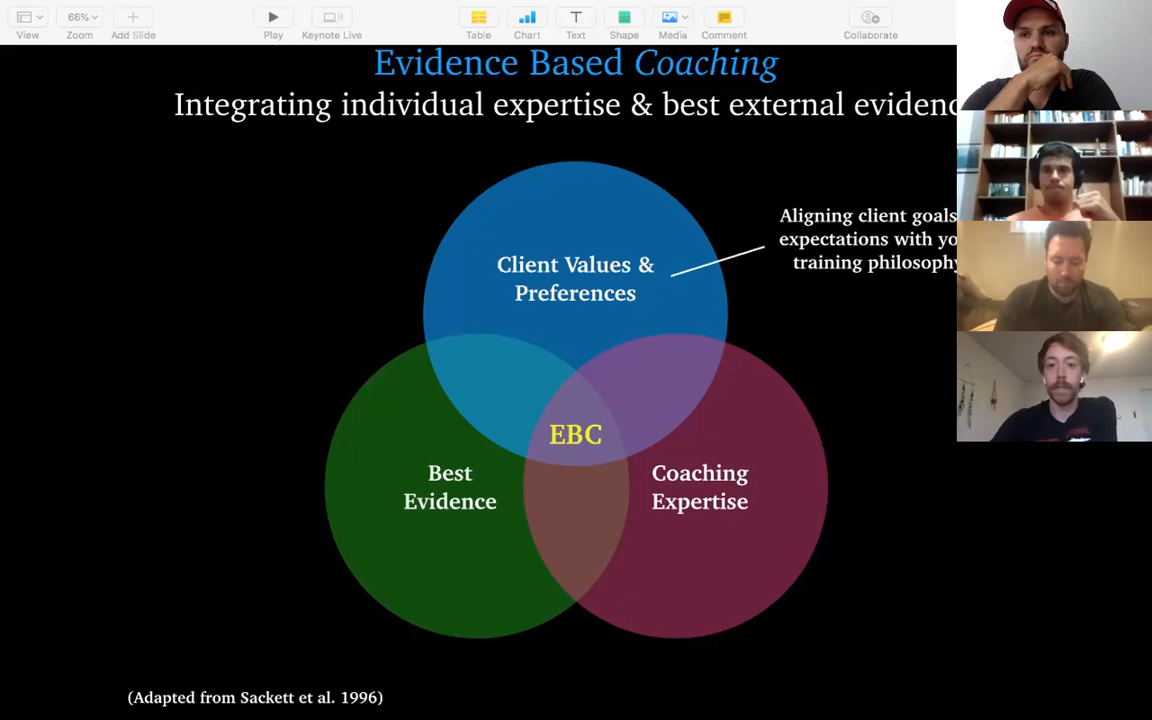 66%
View
Zoom
Add Slide
Play
Keynote Live
Table
Chart
Text
Shape
Media
Comment
Collaborate
Evidence Based Coaching
Integrating individual expertise & best external evidenc
Aligning client goals
expectations with yo
training philosophy
Client Values &
Preferences
EBC
Best
Evidence
Coaching
Expertise
(Adapted from Sackett et al. 1996)